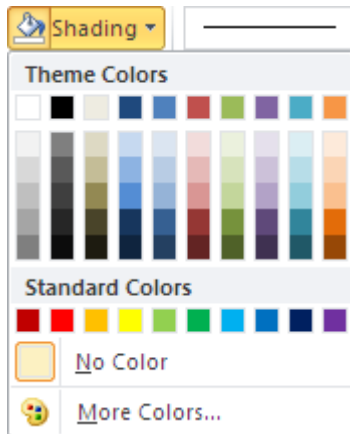 Shading
Theme Colors
Standard Colors
No Color
More Colors...